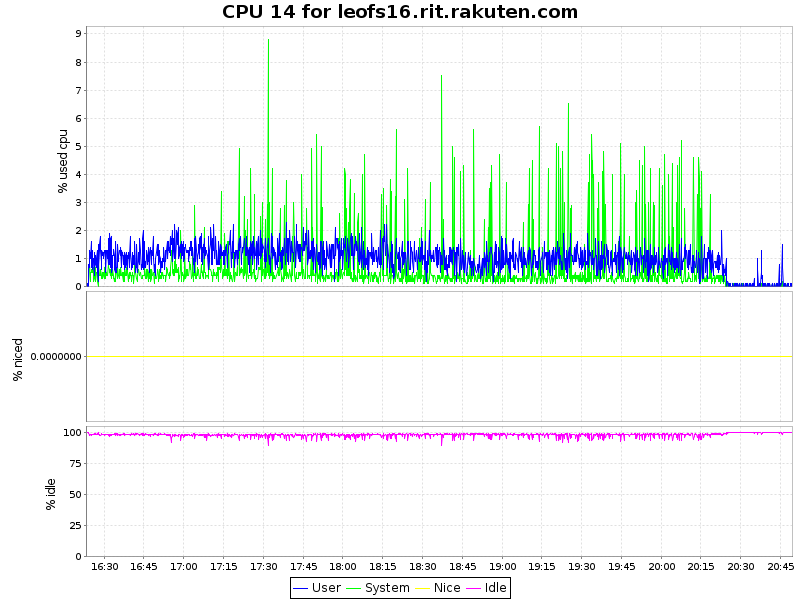 CPU 14 for leofs16.rit.rakuten.com
9
8
7
6
5
4
3
2
1
0
% used cpu
0.0000000
% niced
100
75
50
25
0
% idle
16:30 16:45 17:00 17:15 17:30 17:45 18:00 18:15 18:30 18:45 19:00 19:15 19:30 19:45 20:00 20:15 20:30 20:45
User System Nice Idle